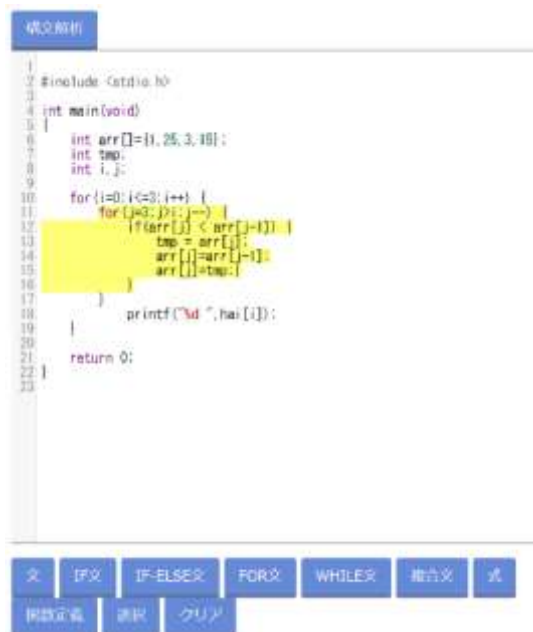 構文解析
1
2 #include <stdio.h>
3
4 int main(void)
5 {
6 int arr[]={1,25,3,15};
7 int tmp;
8 int i,j;
9
10 for(i=0;i<=3;i++) {
11 for(j=3;j>i;j--) {
12 if(arr[j] < arr[j-1]) {
13 tmp = arr[j];
14 arr[j]=arr[j-1];
15 arr[j]=tmp;
16 }
17 }
18 printf("%d ",hai[i]);
19 }
20
21 return 0;
22 }
23
文 IF文 IF-ELSE文 FOR文 WHILE文 複合文 式
関数定義 選択 クリア